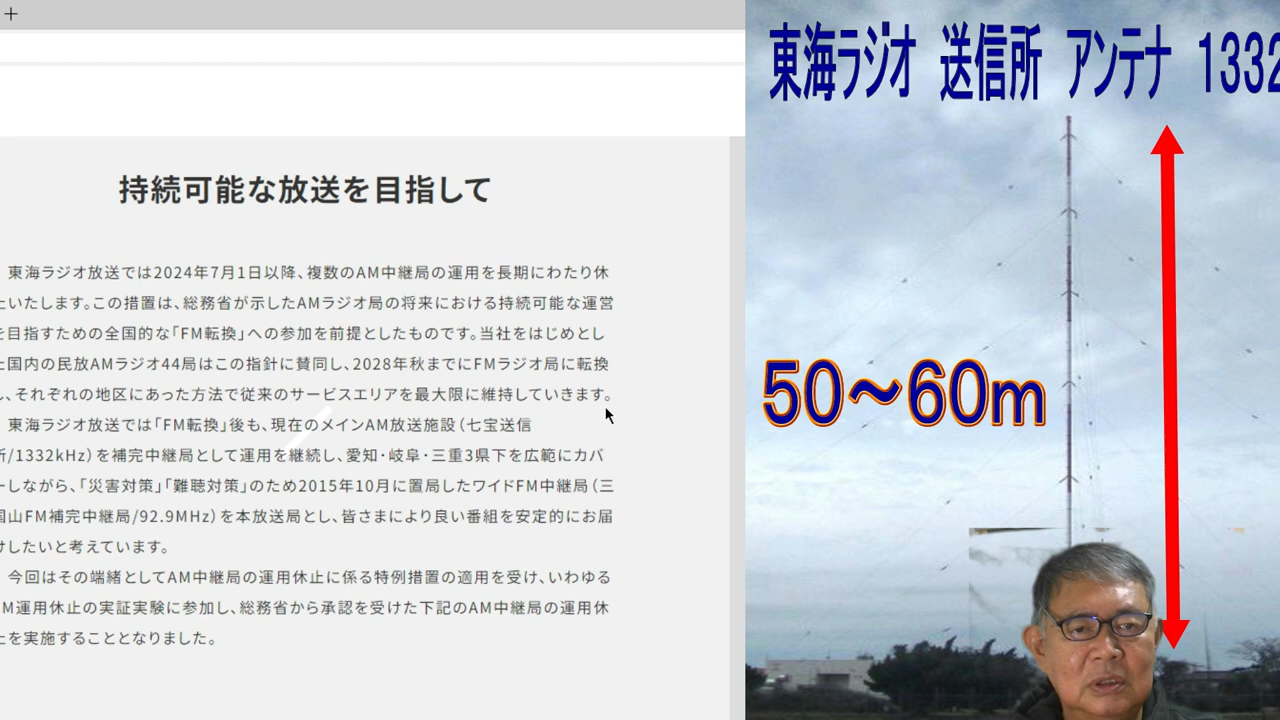 持続可能な放送を目指して
東海ラジオ放送では2024年7月1日以降、複数のAM中継局の運用を長期にわたり休
止いたします。この措置は、総務省が示したAMラジオ局の将来における持続可能な運営
を目指すための全国的な「FM転換」への参加を前提としたものです。当社をはじめとし
た国内の民放AMラジオ44局はこの指針に賛同し、2028年秋までにFMラジオ局に転換
し、それぞれの地区にあった方法で従来のサービスエリアを最大限に維持していきます。
東海ラジオ放送では「FM転換」後も、現在のメインAM放送施設（七宝送信
所/1332kHz）を補完中継局として運用を継続し、愛知・岐阜・三重3県下を広範にカバ
ーしながら、「災害対策」「難聴対策」のため2015年10月に置局したワイドFM中継局（三
国山FM補完中継局/92.9MHz）を本放送局とし、皆さまにより良い番組を安定的にお届
けしたいと考えています。
今回はその端緒としてAM中継局の運用休止に係る特例措置の適用を受け、いわゆる
AM運用休止の実証実験に参加し、総務省から承認を受けた下記のAM中継局の運用休
止を実施することとなりました。
東海ラジオ 送信所 アンテナ 1332
50～60m